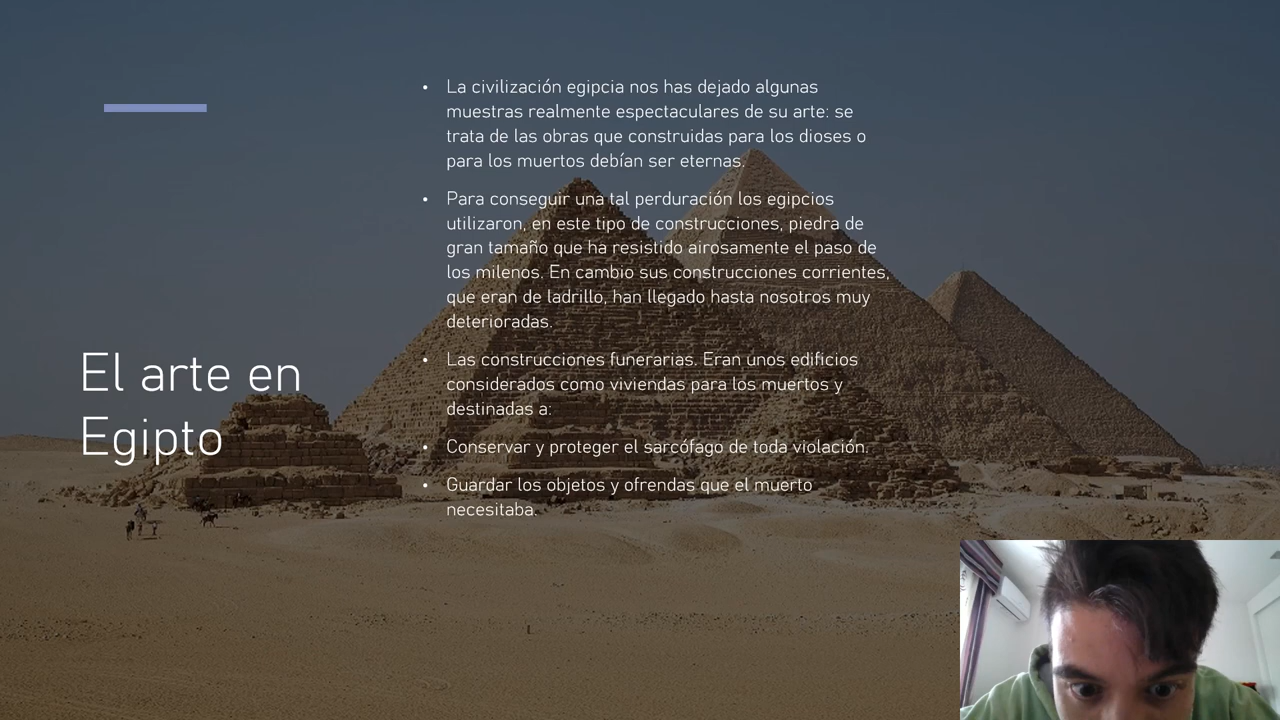 El arte en
Egipto
• La civilización egipcia nos has dejado algunas
muestras realmente espectaculares de su arte: se
trata de las obras que construidas para los dioses o
para los muertos debían ser eternas.
• Para conseguir una tal perduración los egipcios
utilizaron, en este tipo de construcciones, piedra de
gran tamaño que ha resistido airosamente el paso de
los milenos. En cambio sus construcciones corrientes,
que eran de ladrillo, han llegado hasta nosotros muy
deterioradas.
• Las construcciones funerarias. Eran unos edificios
considerados como viviendas para los muertos y
destinadas a:
• Conservar y proteger el sarcófago de toda violación.
• Guardar los objetos y ofrendas que el muerto
necesitaba.